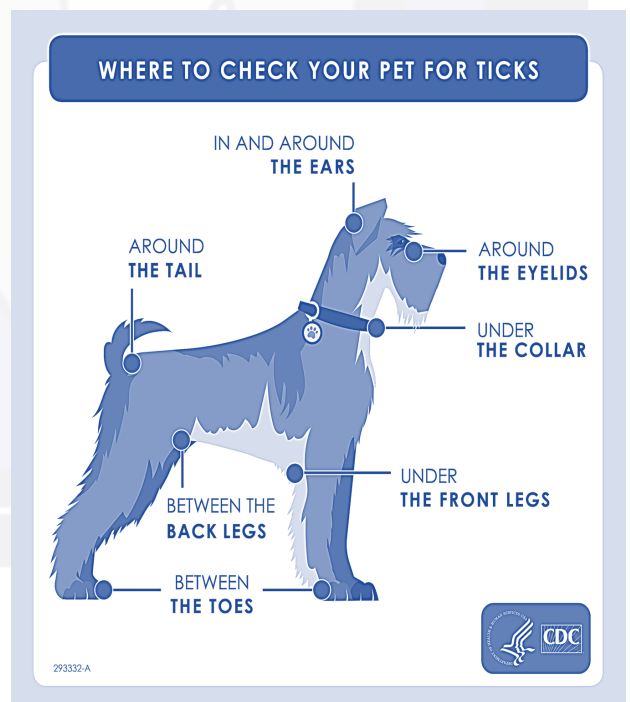 WHERE TO CHECK YOUR PET FOR TICKS
IN AND AROUND
THE EARS
AROUND
THE TAIL
AROUND
THE EYELIDS
UNDER
THE COLLAR
UNDER
THE FRONT LEGS
BETWEEN THE
BACK LEGS
BETWEEN
THE TOES
CDC
293332-A